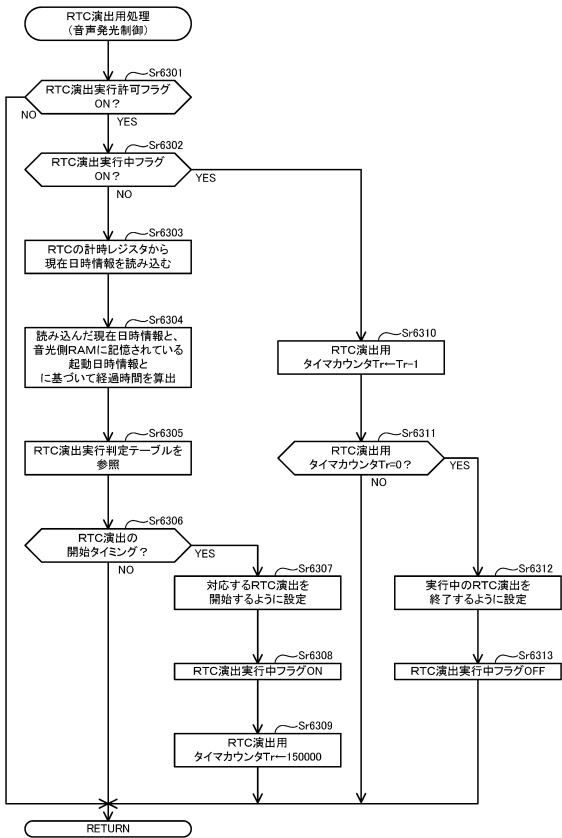 RTC演出用処理
(音声発光制御)
Sr6301
RTC演出実行許可フラグ
ON?
NO
YES
Sr6302
RTC演出実行中フラグ
ON?
YES
NO
Sr6303
RTCの計時レジスタから
現在日時情報を読み込む
Sr6304
読み込んだ現在日時情報と、
音光側RAMに記憶されている
起動日時情報と
に基づいて経過時間を算出
Sr6310
RTC演出用
タイマカウンタTr←Tr-1
Sr6305
RTC演出実行判定テーブルを
参照
Sr6311
RTC演出用
タイマカウンタTr=0?
YES
NO
Sr6306
RTC演出の
開始タイミング?
YES
NO
Sr6307
対応するRTC演出を
開始するように設定
Sr6312
実行中のRTC演出を
終了するように設定
Sr6308
RTC演出実行中フラグON
Sr6313
RTC演出実行中フラグOFF
Sr6309
RTC演出用
タイマカウンタTr←150000
RETURN